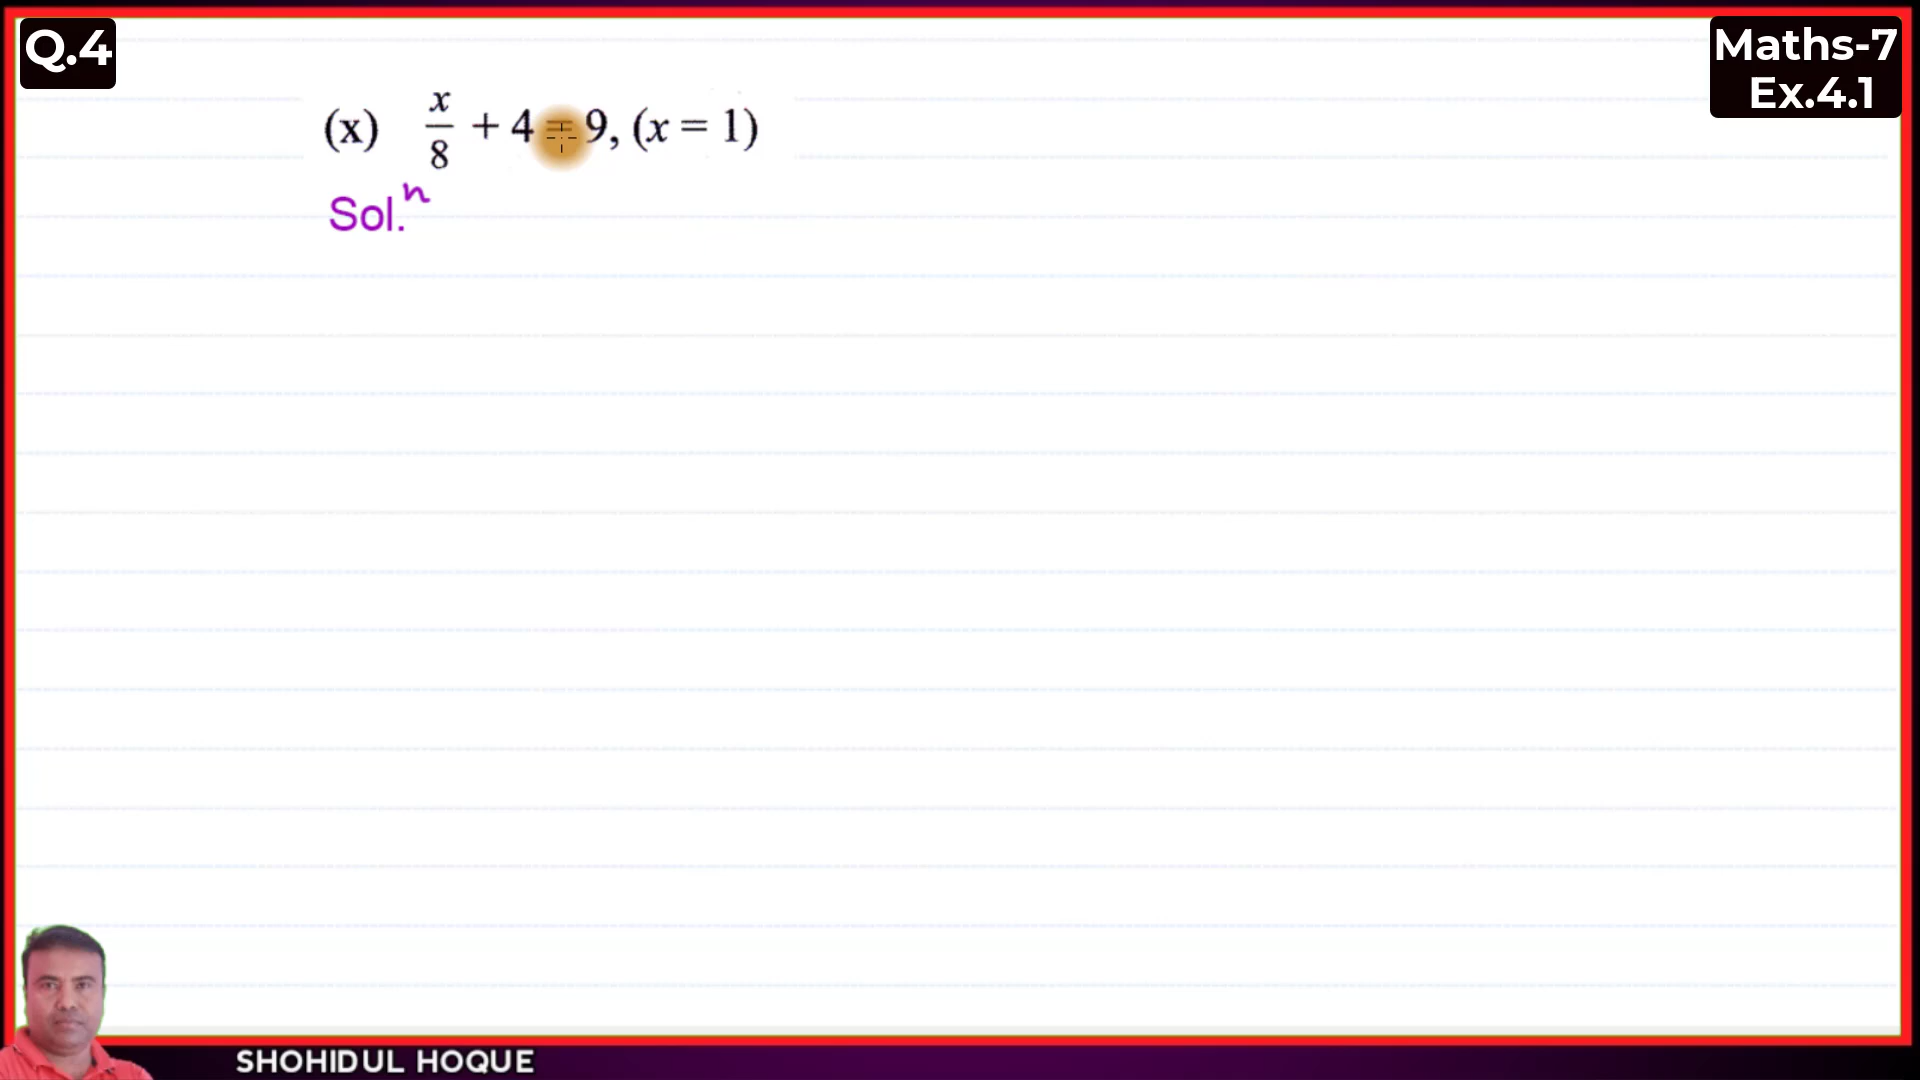 Q.4
Maths-7
Ex.4.1
(x) x/8 + 4 = 9, (x = 1)
Sol.ⁿ
SHOHIDUL HOQUE